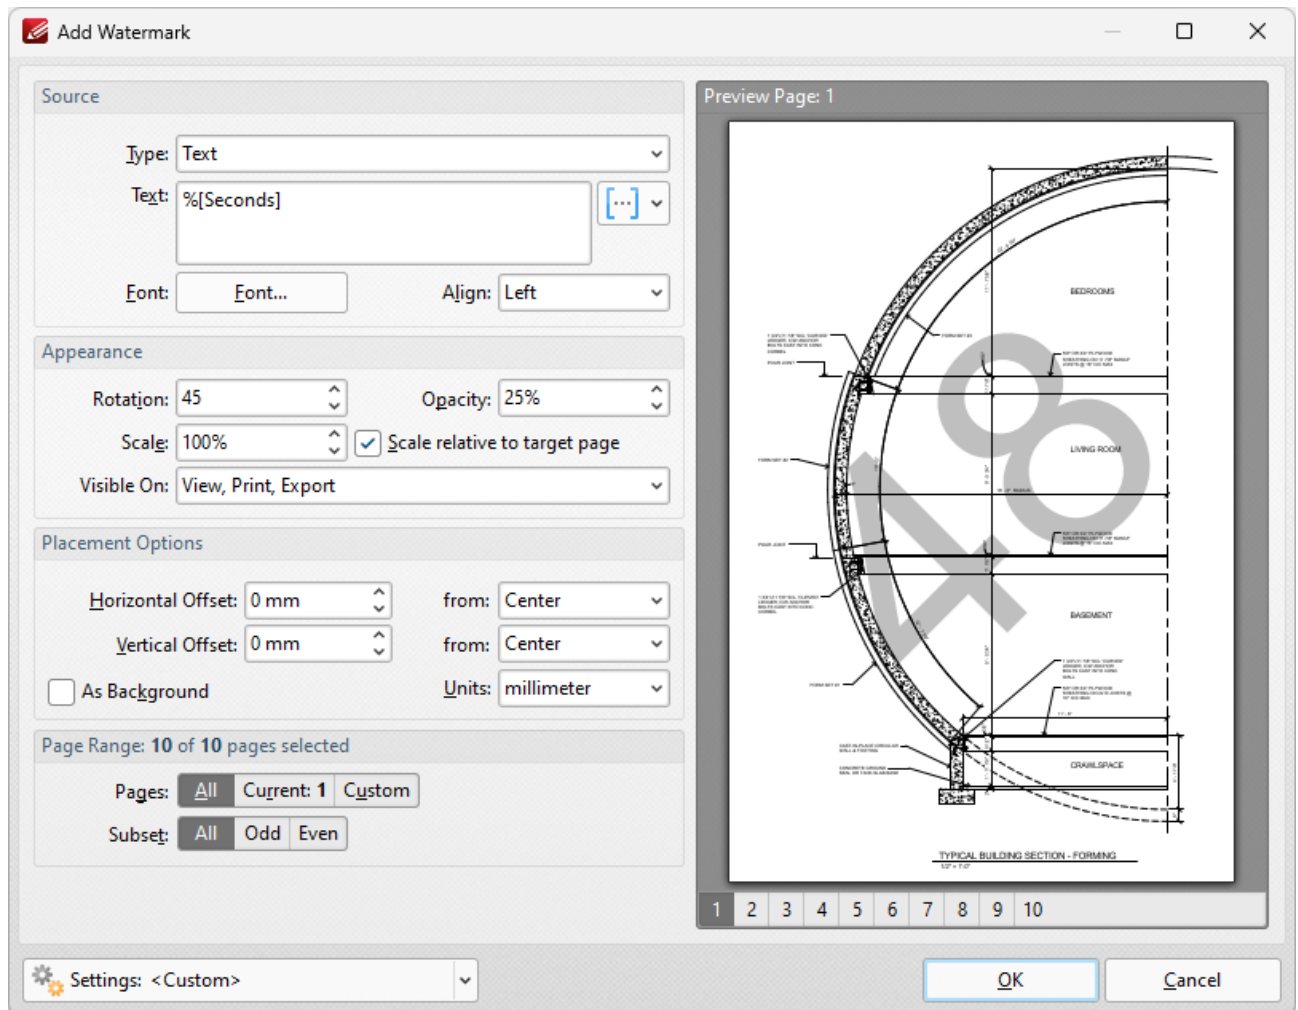 Add Watermark
Source
Type: Text
Text: %[Seconds]
Font: Font... Align: Left
Appearance
Rotation: 45 Opacity: 25%
Scale: 100% Scale relative to target page
Visible On: View, Print, Export
Placement Options
Horizontal Offset: 0 mm from: Center
Vertical Offset: 0 mm from: Center
As Background Units: millimeter
Page Range: 10 of 10 pages selected
Pages: All Current: 1 Custom
Subset: All Odd Even
Preview Page: 1
BEDROOMS
LIVING ROOM
48
BASEMENT
CRAWLSPACE
TYPICAL BUILDING SECTION - FORMING
1/2" = 1'-0"
1 2 3 4 5 6 7 8 9 10
Settings: <Custom>
OK Cancel